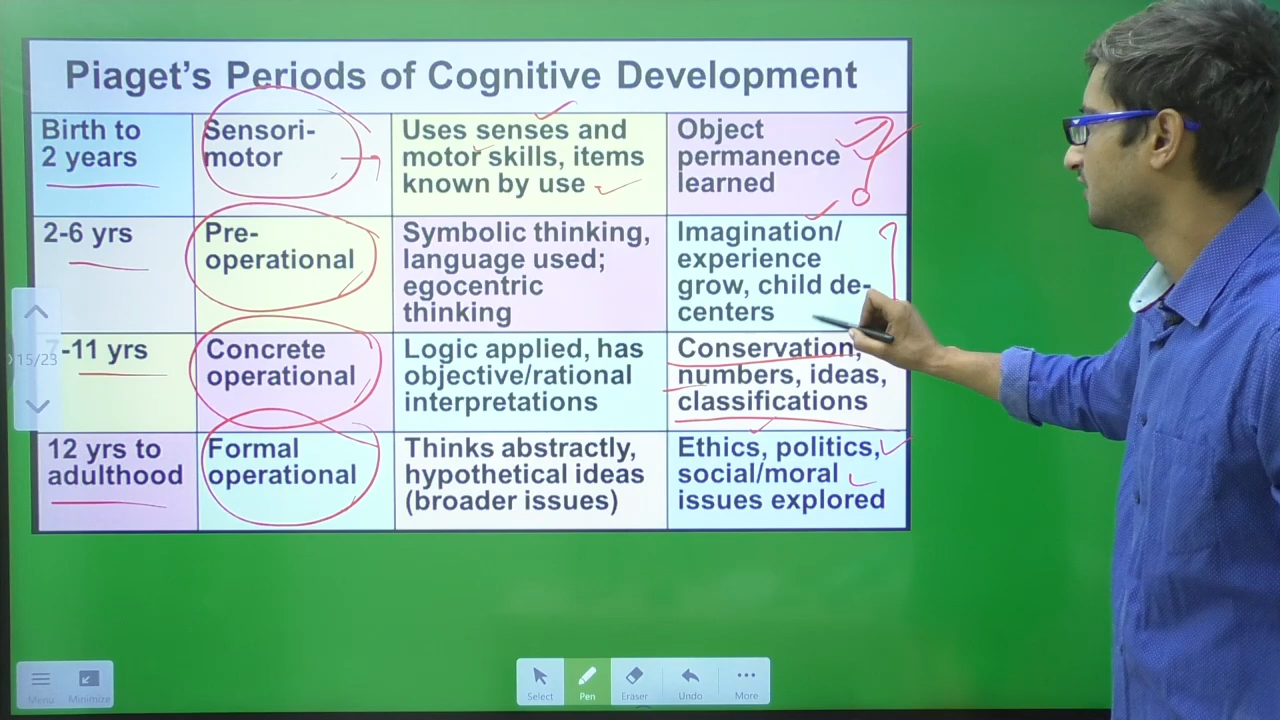 Piaget's Periods of Cognitive Development
Birth to
2 years
Sensori-
motor
Uses senses and
motor skills, items
known by use
Object
permanence
learned
2-6 yrs
Pre-
operational
Symbolic thinking,
language used;
egocentric
thinking
Imagination/
experience
grow, child de-
centers
7-11 yrs
Concrete
operational
Logic applied, has
objective/rational
interpretations
Conservation,
numbers, ideas,
classifications
12 yrs to
adulthood
Formal
operational
Thinks abstractly,
hypothetical ideas
(broader issues)
Ethics, politics,
social/moral
issues explored
15/23
Menu
Minimize
Select
Pen
Eraser
Undo
More